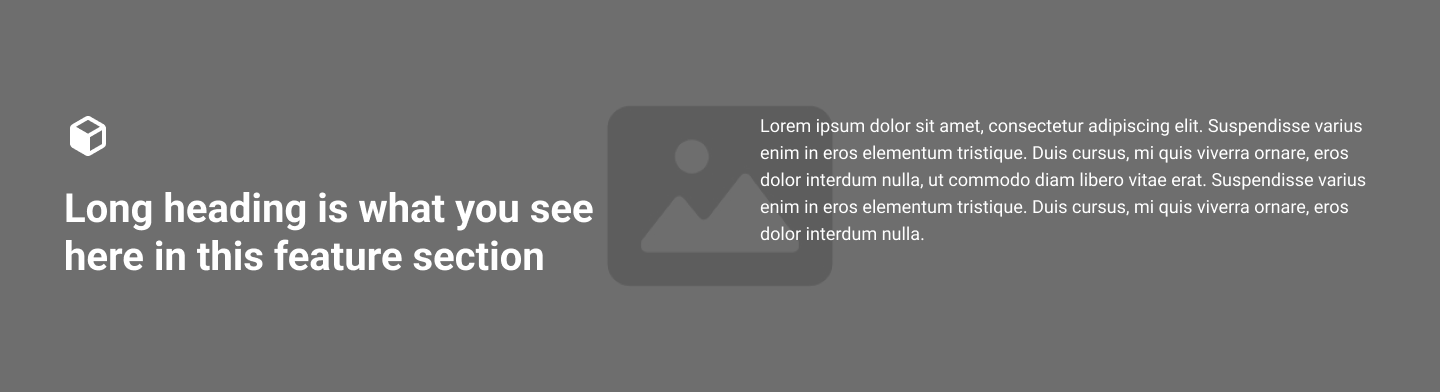 Long heading is what you see
here in this feature section
Lorem ipsum dolor sit amet, consectetur adipiscing elit. Suspendisse varius
enim in eros elementum tristique. Duis cursus, mi quis viverra ornare, eros
dolor interdum nulla, ut commodo diam libero vitae erat. Suspendisse varius
enim in eros elementum tristique. Duis cursus, mi quis viverra ornare, eros
dolor interdum nulla.